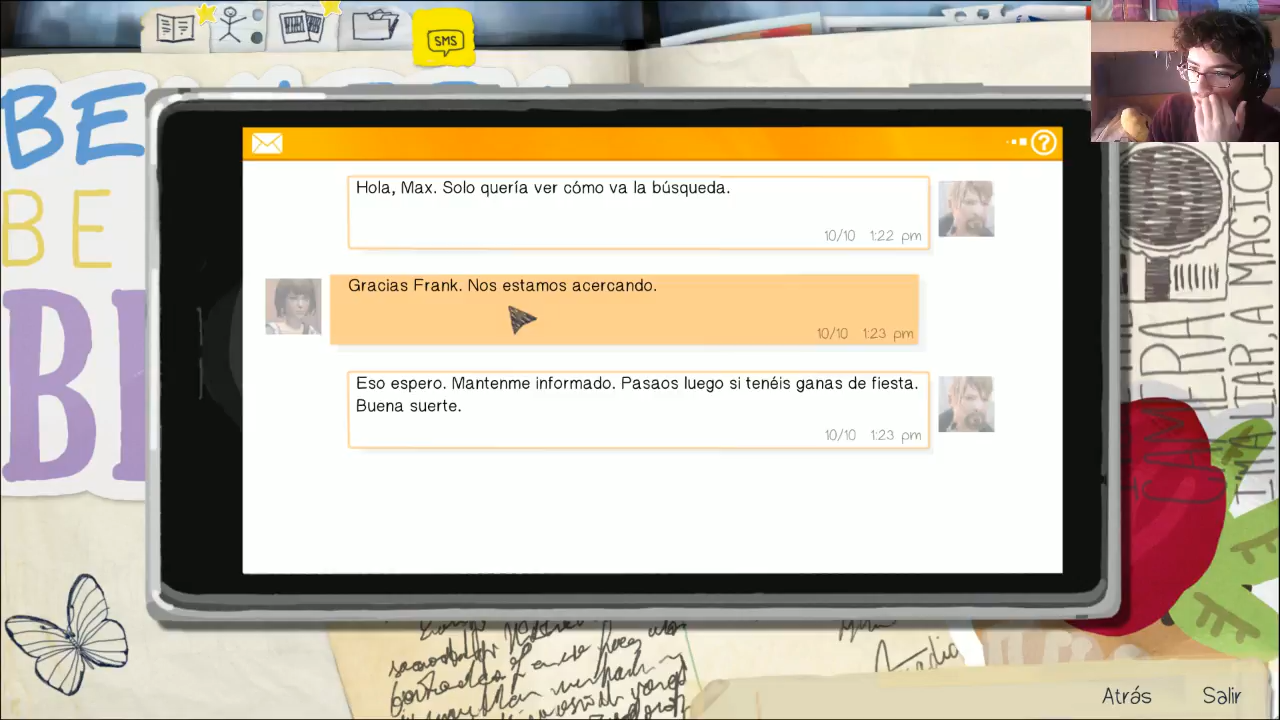 SMS
BE
BE
Hola, Max. Solo quería ver cómo va la búsqueda.
10/10 1:22 pm
Gracias Frank. Nos estamos acercando.
10/10 1:23 pm
Eso espero. Mantenme informado. Pasaos luego si tenéis ganas de fiesta.
Buena suerte.
10/10 1:23 pm
Atrás
Salir